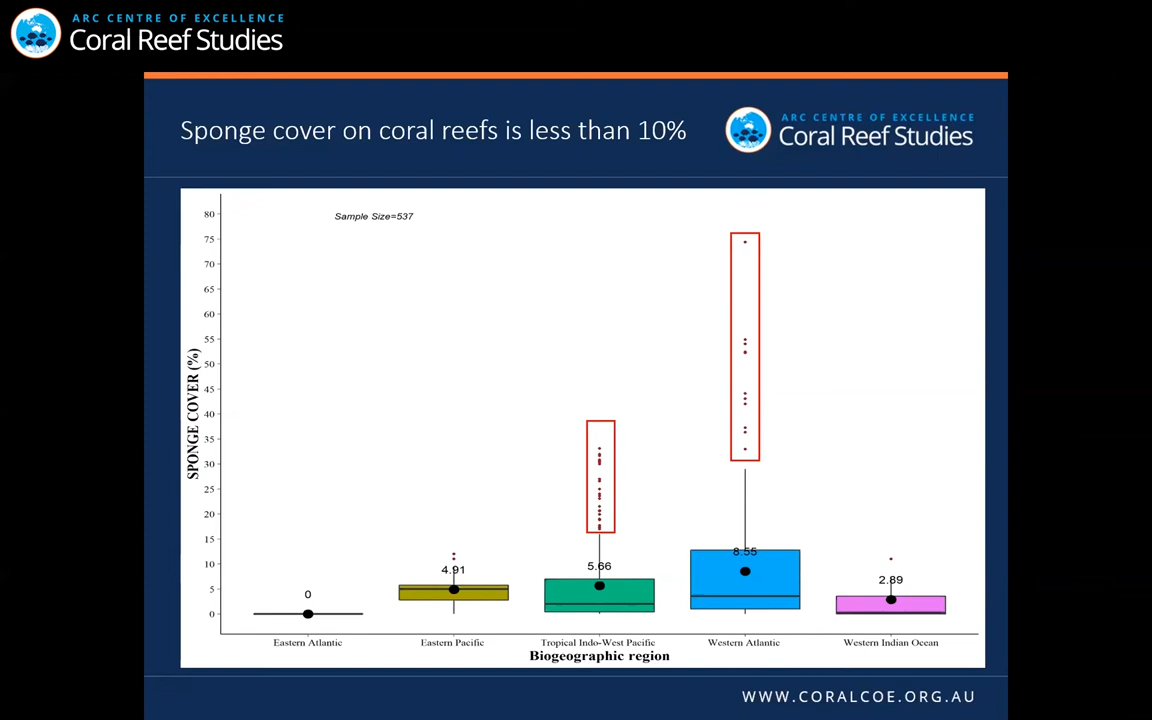 ARC CENTRE OF EXCELLENCE
Coral Reef Studies
Sponge cover on coral reefs is less than 10%
ARC CENTRE OF EXCELLENCE
Coral Reef Studies
Sample Size=537
80
75
70
65
60
55
50
45
40
35
30
25
20
15
10
5
0
SPONGE COVER (%)
0
4.91
5.66
8.55
2.89
Eastern Atlantic
Eastern Pacific
Tropical Indo-West Pacific
Western Atlantic
Western Indian Ocean
Biogeographic region
WWW.CORALCOE.ORG.AU